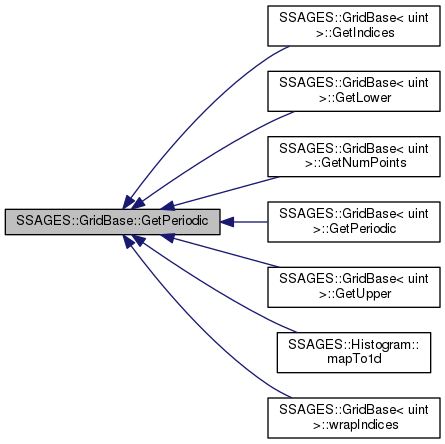 SSAGES::GridBase< uint
>::GetIndices
SSAGES::GridBase< uint
>::GetLower
SSAGES::GridBase< uint
>::GetNumPoints
SSAGES::GridBase::GetPeriodic
SSAGES::GridBase< uint
>::GetPeriodic
SSAGES::GridBase< uint
>::GetUpper
SSAGES::Histogram::
mapTo1d
SSAGES::GridBase< uint
>::wrapIndices